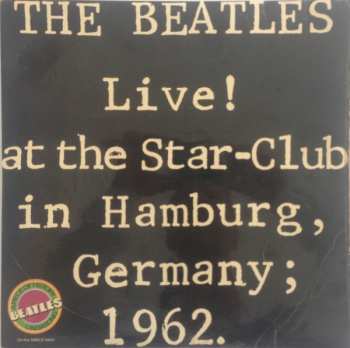 THE BEATLES
Live!
at the Star-Club
in Hamburg,
Germany;
1962.
BEATLES